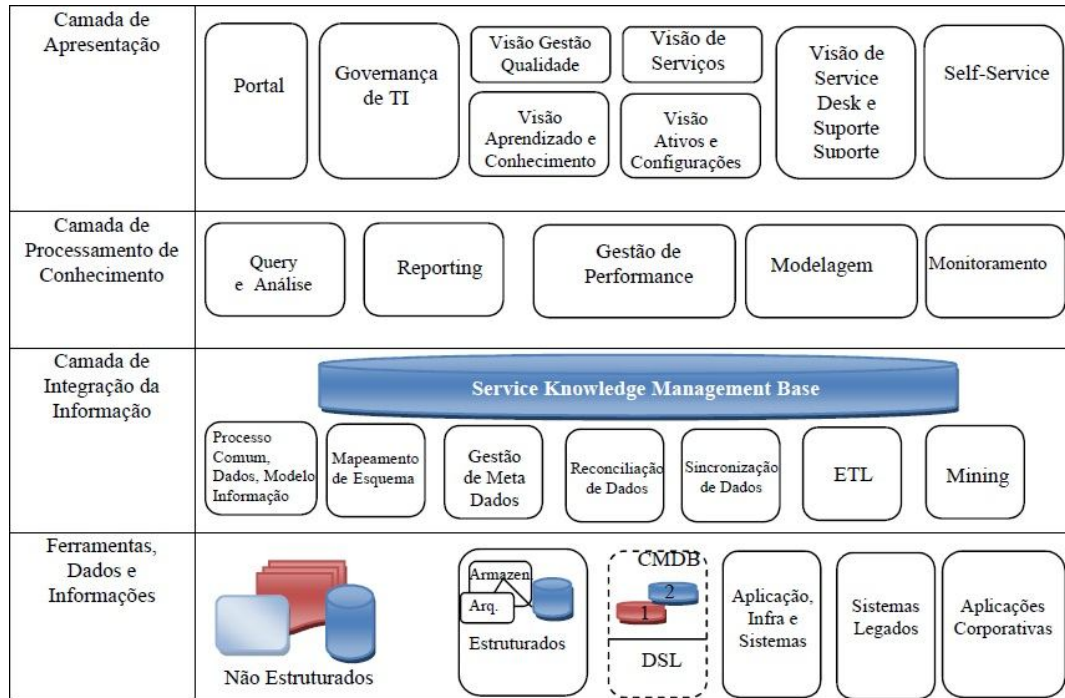 Camada de
Apresentação
Portal
Governança
de TI
Visão Gestão
Qualidade
Visão de
Serviços
Visão
Aprendizado e
Conhecimento
Visão
Ativos e
Configurações
Visão de
Service
Desk e
Suporte
Suporte
Self-Service
Camada de
Processamento de
Conhecimento
Query
e Análise
Reporting
Gestão de
Performance
Modelagem
Monitoramento
Camada de
Integração da
Informação
Service Knowledge Management Base
Processo
Comum,
Dados, Modelo
Informação
Mapeamento
de Esquema
Gestão
de Meta
Dados
Reconciliação
de Dados
Sincronização
de Dados
ETL
Mining
Ferramentas,
Dados e
Informações
Não Estruturados
Armazen
Arq.
Estruturados
CMDB
2
1
DSL
Aplicação,
Infra e
Sistemas
Sistemas
Legados
Aplicações
Corporativas